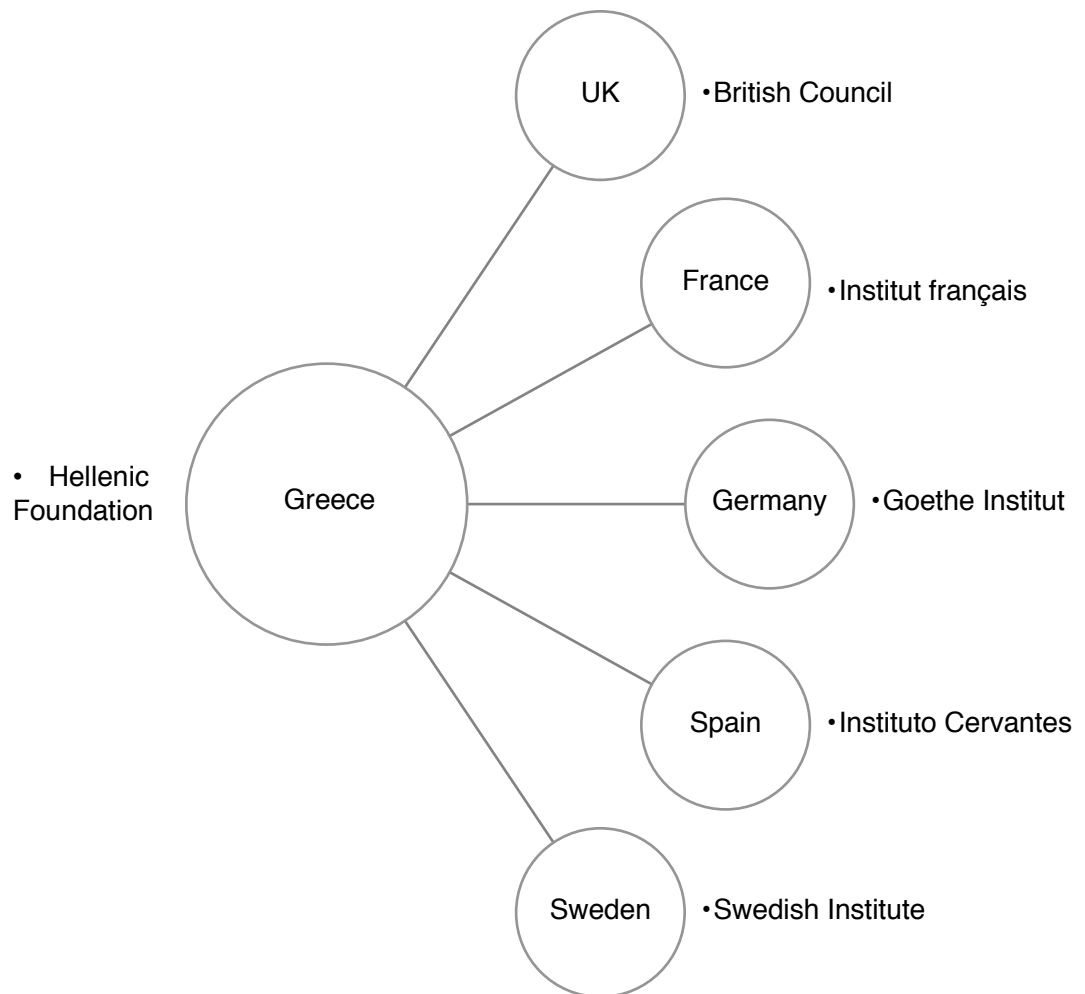 UK
•British Council
France
•Institut français
• Hellenic
Foundation
Greece
Germany
•Goethe Institut
Spain
•Instituto Cervantes
Sweden
•Swedish Institute